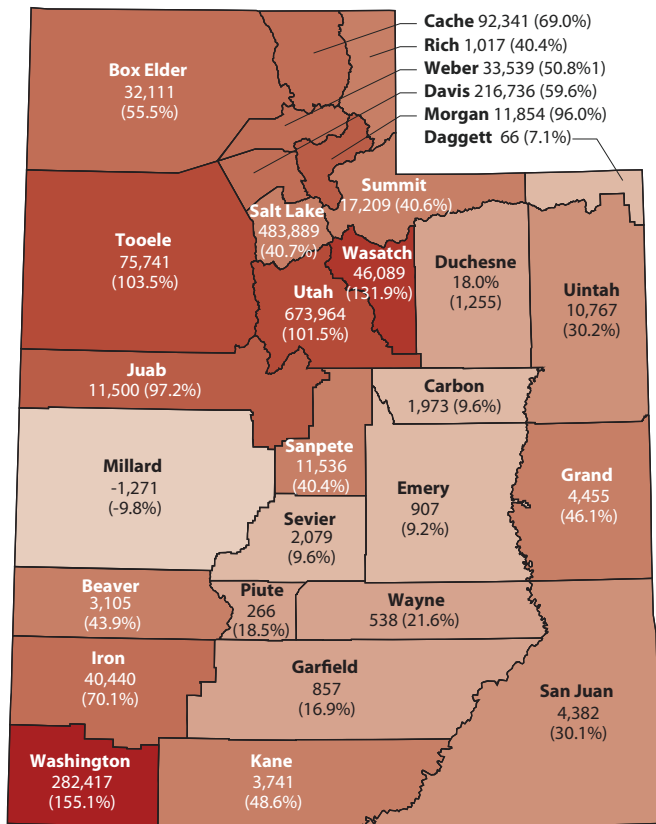 Cache 92,341 (69.0%)
Rich 1,017 (40.4%)
Weber 33,539 (50.8%1)
Davis 216,736 (59.6%)
Morgan 11,854 (96.0%)
Daggett 66 (7.1%)
Box Elder
32,111
(55.5%)
Summit
17,209 (40.6%)
Salt Lake
483,889
(40.7%)
Tooele
75,741
(103.5%)
Wasatch
46,089
(131.9%)
Duchesne
18.0%
(1,255)
Uintah
10,767
(30.2%)
Utah
673,964
(101.5%)
Juab
11,500 (97.2%)
Carbon
1,973 (9.6%)
Sanpete
11,536
(40.4%)
Millard
-1,271
(-9.8%)
Emery
907
(9.2%)
Grand
4,455
(46.1%)
Sevier
2,079
(9.6%)
Beaver
3,105
(43.9%)
Piute
266
(18.5%)
Wayne
538 (21.6%)
Iron
40,440
(70.1%)
Garfield
857
(16.9%)
San Juan
4,382
(30.1%)
Washington
282,417
(155.1%)
Kane
3,741
(48.6%)